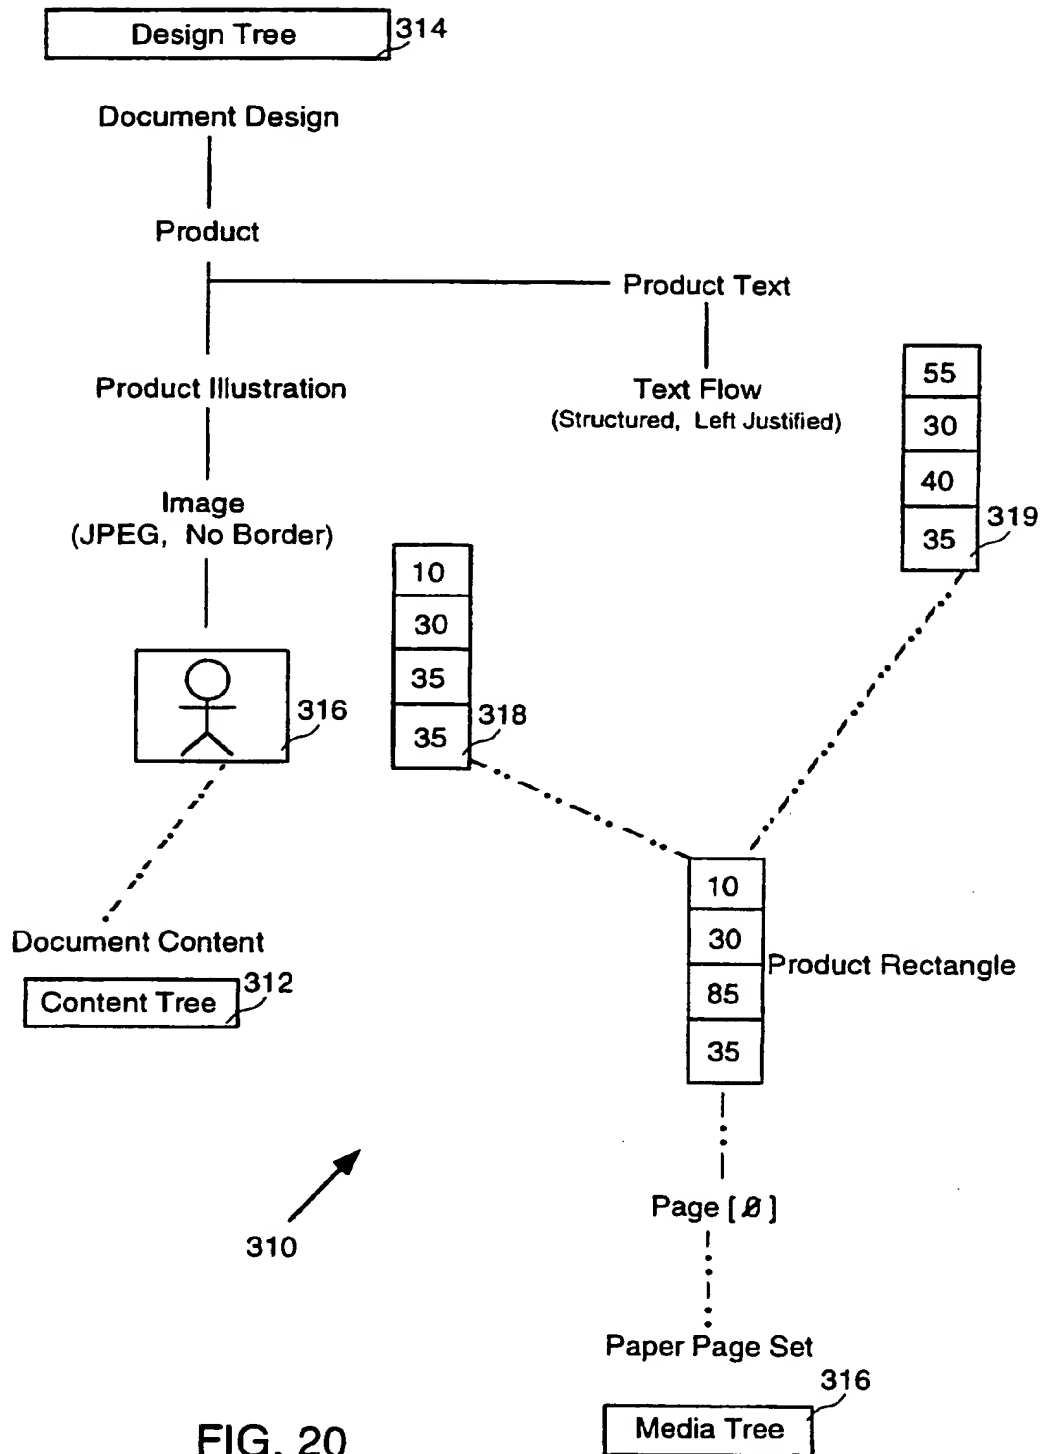 Design Tree
314
Document Design
Product
Product Text
Product Illustration
Text Flow
(Structured, Left Justified)
55
30
40
35
319
Image
(JPEG, No Border)
316
10
30
35
35
318
Document Content
Content Tree
312
10
30
85
35
Product Rectangle
310
Page [0]
Paper Page Set
316
Media Tree
FIG. 20